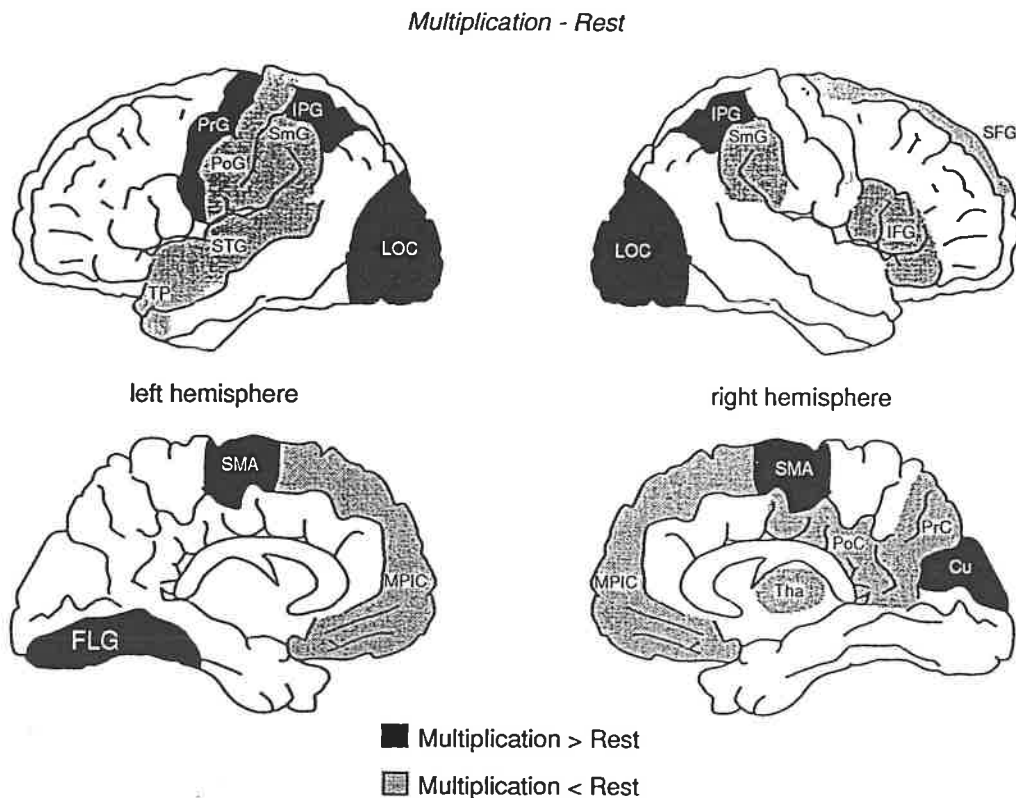 Multiplication - Rest
PrG
IPG
SmG
PoG
STG
TP
LOC
IPG
SmG
SFG
IFG
LOC
left hemisphere
right hemisphere
SMA
MPIC
FLG
SMA
PrC
PoC
MPIC
Tha
Cu
Multiplication > Rest
Multiplication < Rest